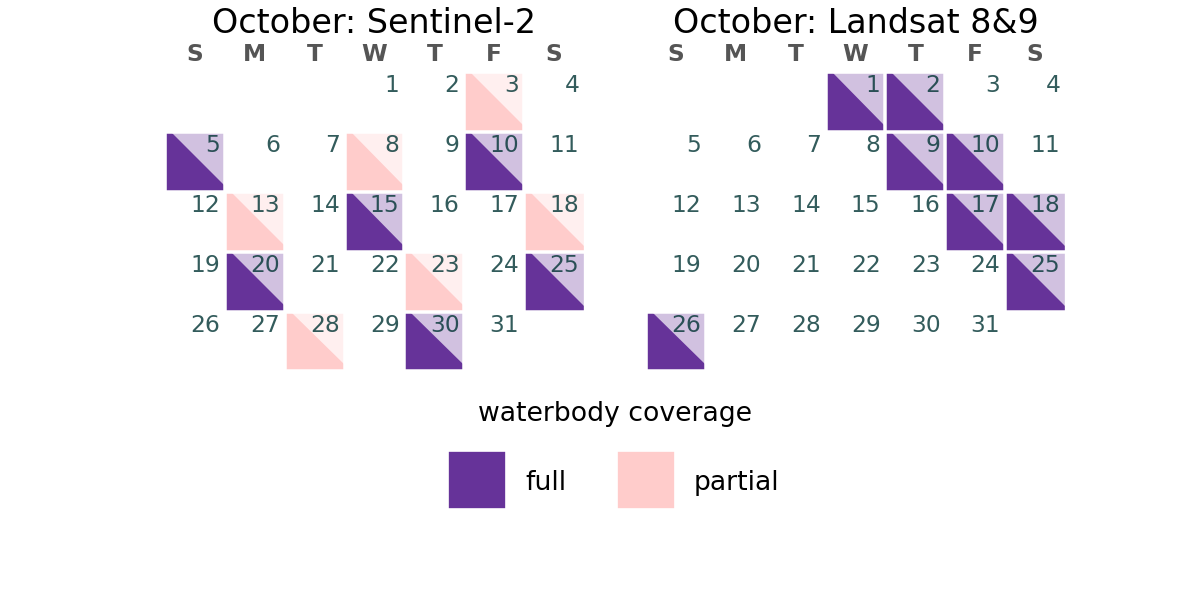 October: Sentinel-2
S M T W T F S
1 2 3 4
5 6 7 8 9 10 11
12 13 14 15 16 17 18
19 20 21 22 23 24 25
26 27 28 29 30 31
October: Landsat 8&9
S M T W T F S
1 2 3 4
5 6 7 8 9 10 11
12 13 14 15 16 17 18
19 20 21 22 23 24 25
26 27 28 29 30 31
waterbody coverage
full partial